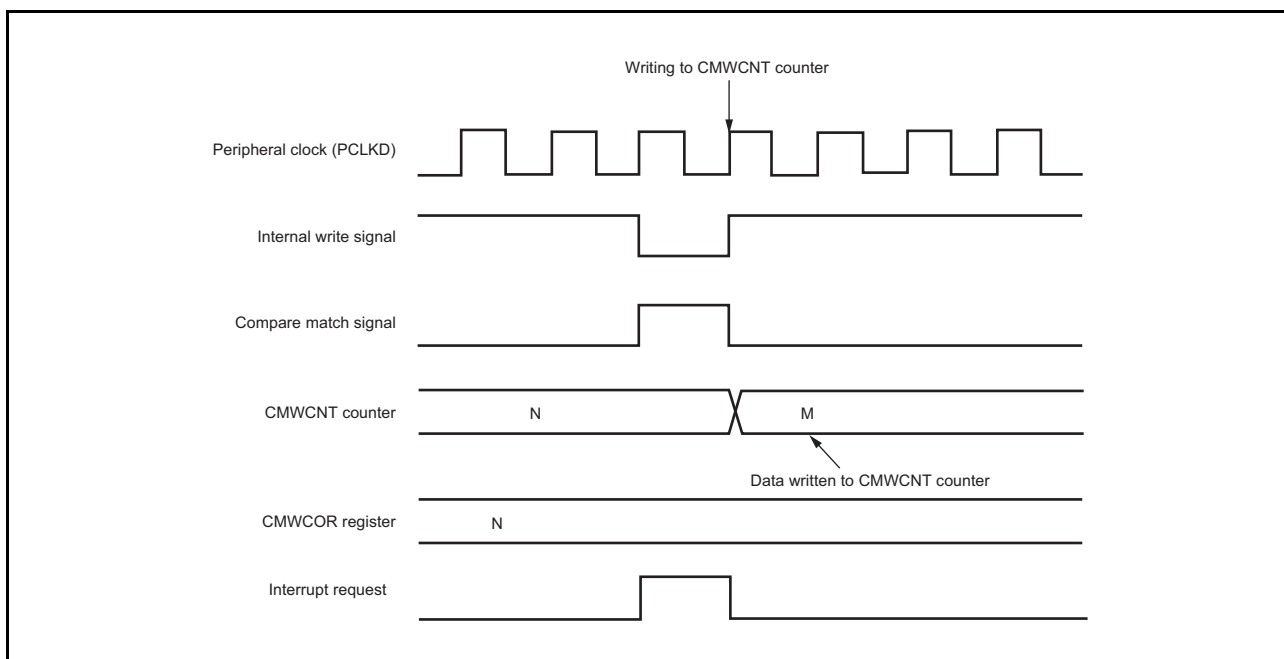 Writing to CMWCNT counter
Peripheral clock (PCLKD)
Internal write signal
Compare match signal
CMWCNT counter
N
M
Data written to CMWCNT counter
CMWCOR register
N
Interrupt request